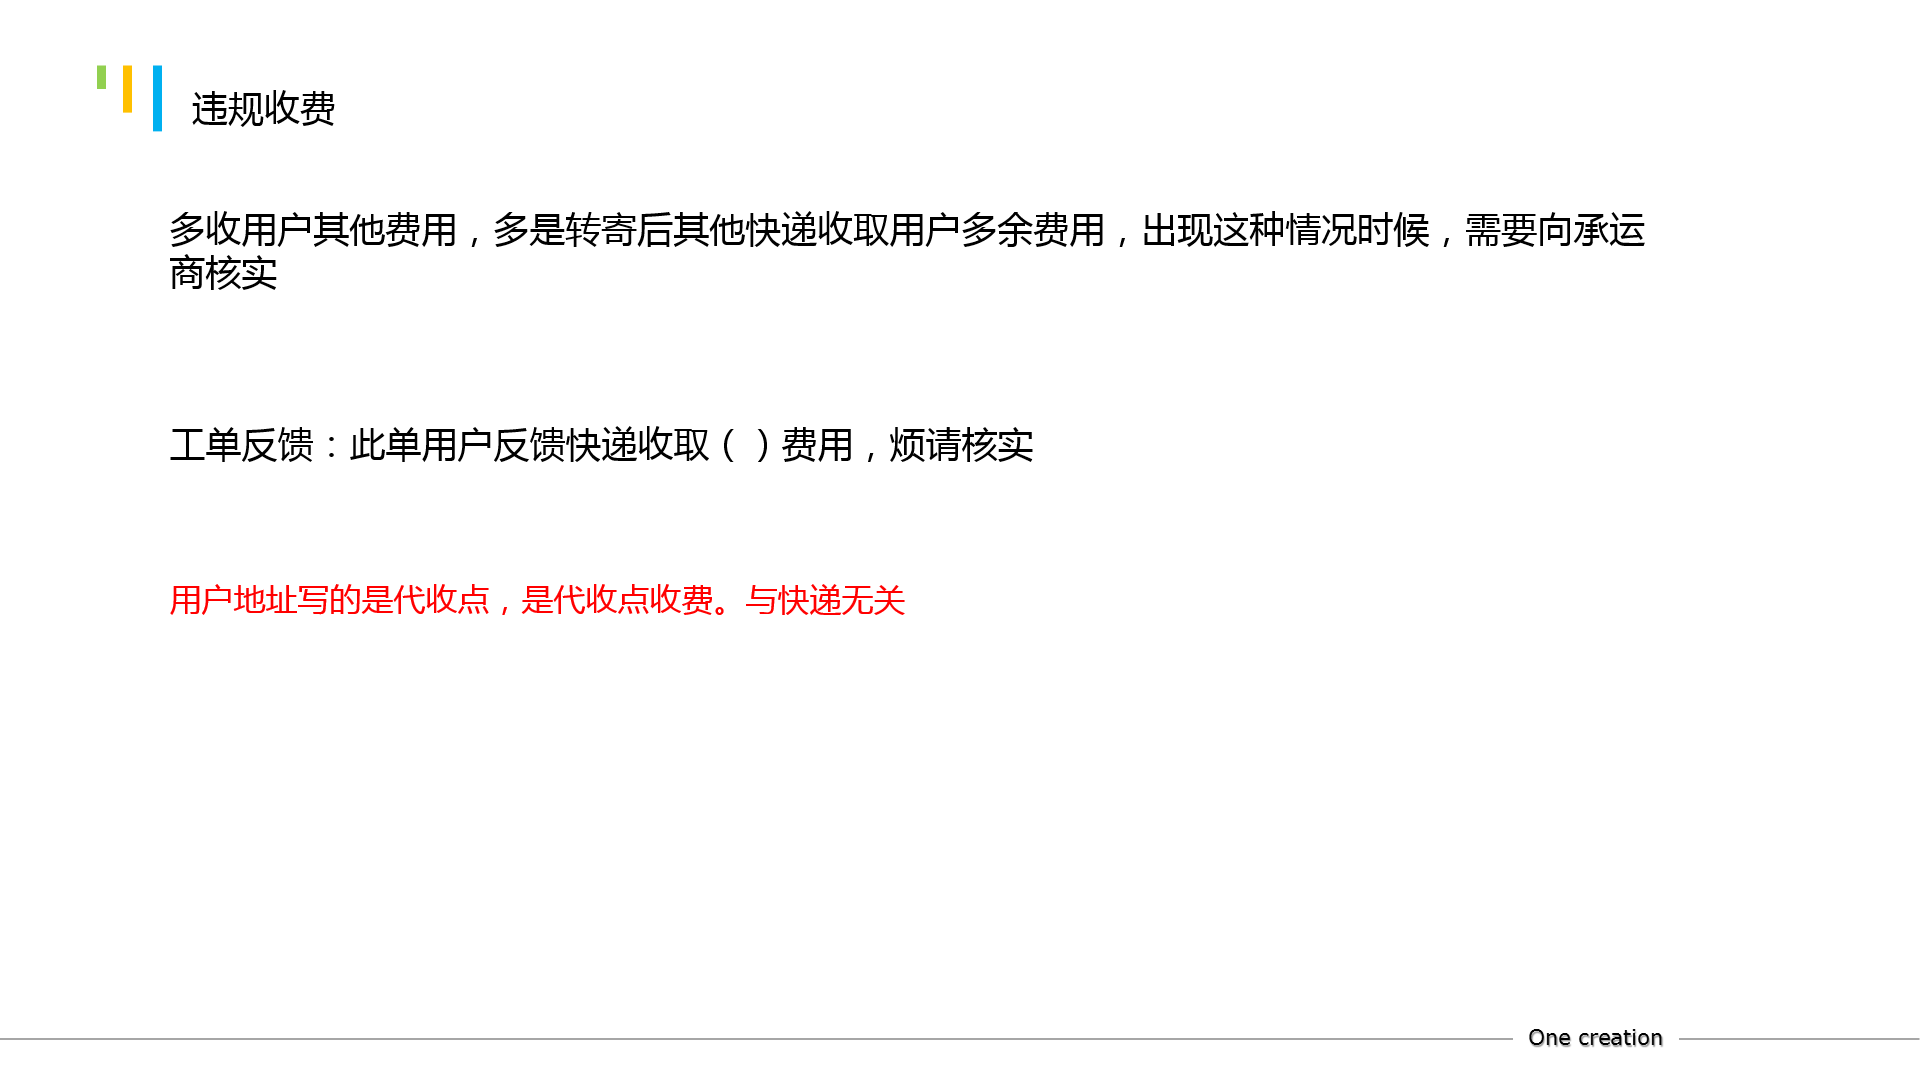 违规收费
多收用户其他费用，多是转寄后其他快递收取用户多余费用，出现这种情况时候，需要向承运
商核实
工单反馈：此单用户反馈快递收取（ ）费用，烦请核实
用户地址写的是代收点，是代收点收费。与快递无关
One creation